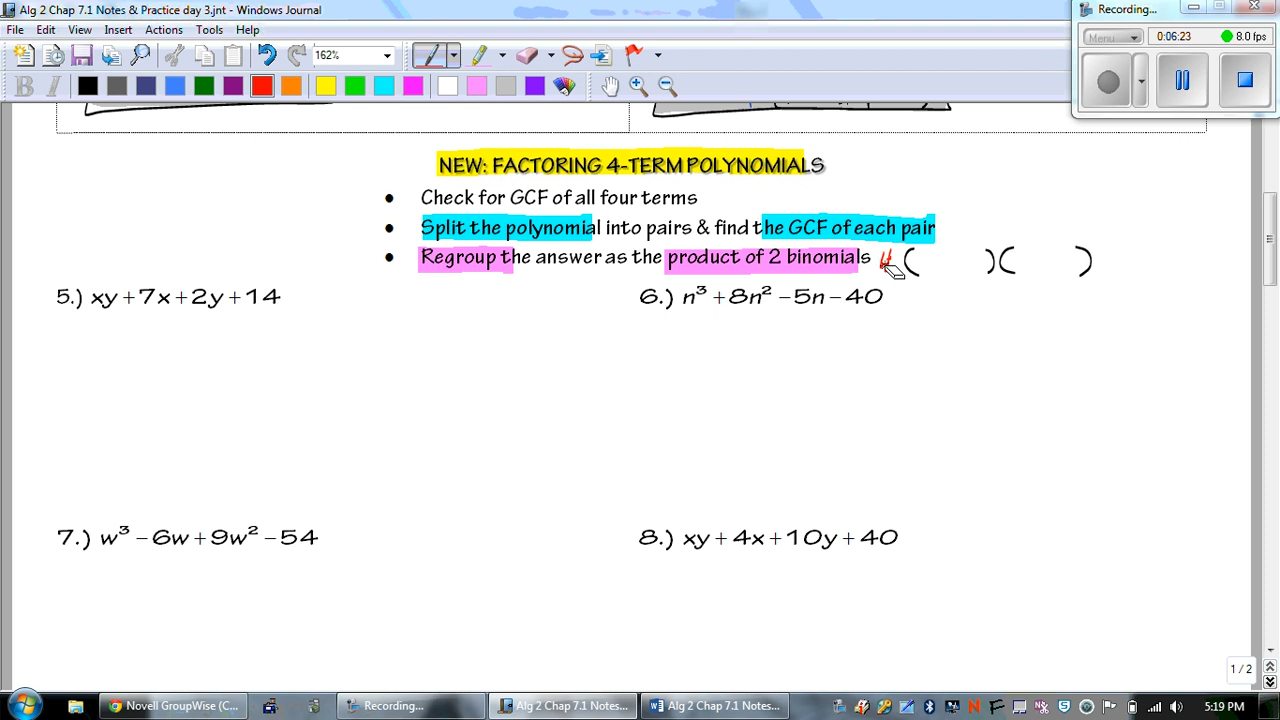 Alg 2 Chap 7.1 Notes & Practice day 3.jnt - Windows Journal
Recording...
File Edit View Insert Actions Tools Help
Menu
0:06:23
8.0 fps
162%
NEW: FACTORING 4-TERM POLYNOMIALS
• Check for GCF of all four terms
• Split the polynomial into pairs & find the GCF of each pair
• Regroup the answer as the product of 2 binomials ( )( )
5.) xy + 7x + 2y + 14
6.) n³ + 8n² − 5n − 40
7.) w³ − 6w + 9w² − 54
8.) xy + 4x + 10y + 40
1 / 2
Novell GroupWise (C...
Recording...
Alg 2 Chap 7.1 Notes...
Alg 2 Chap 7.1 Notes...
5:19 PM